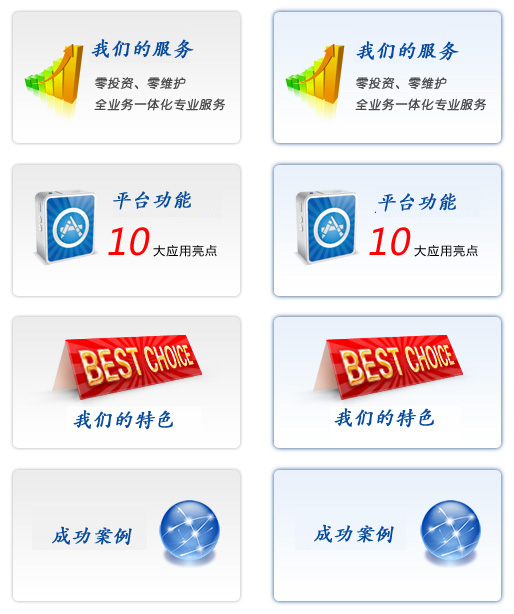 我们的服务
零投资、零维护
全业务一体化专业服务
我们的服务
零投资、零维护
全业务一体化专业服务
平台功能
10大应用亮点
平台功能
10大应用亮点
BEST CHOICE
我们的特色
BEST CHOICE
我们的特色
成功案例
成功案例